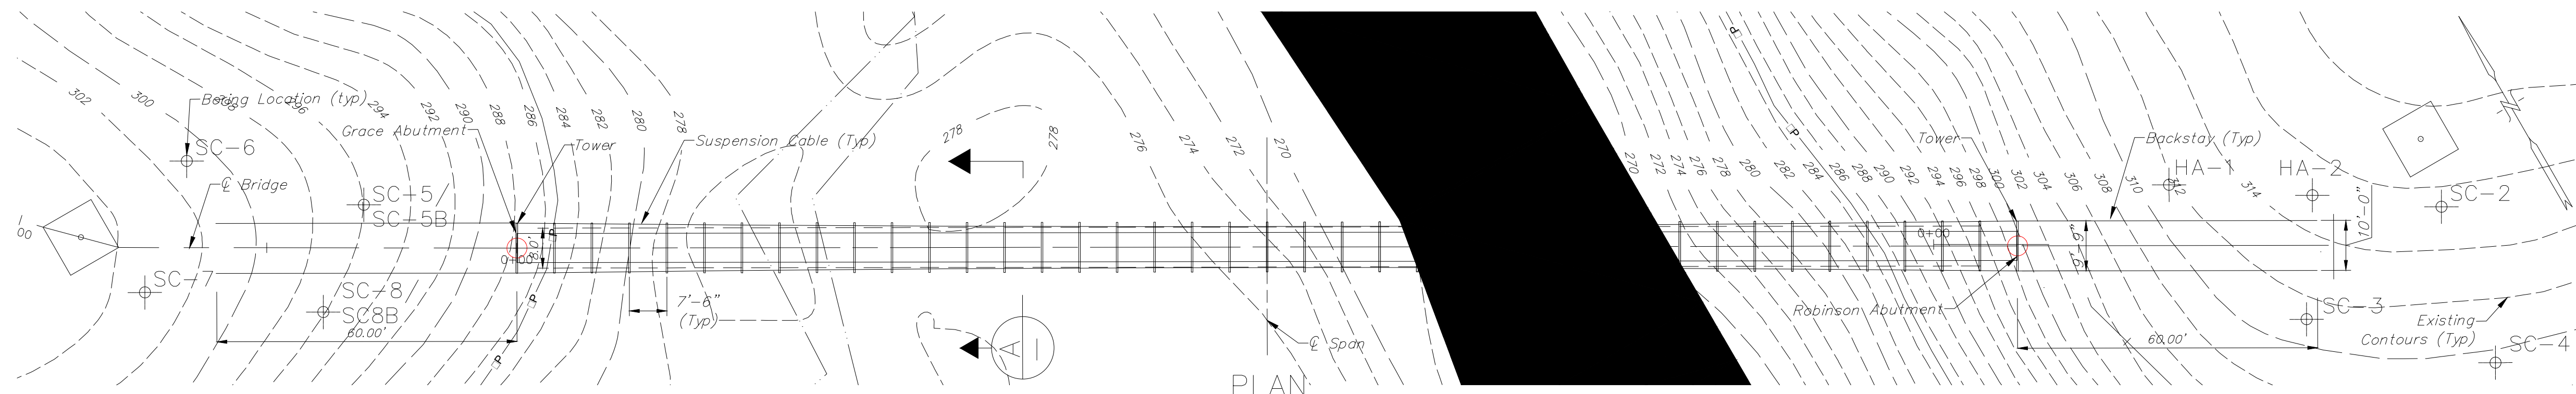 302
300
298
296
294
292
290
288
286
284
282
280
278
Boring Location (typ)
Grace Abutment
Tower
Suspension Cable (Typ)
SC-6
℄ Bridge
SC-5
SC-5B
SC-7
SC-8
SC8B
60.00'
0+00
8.0'
P
P
P
7'-6"
(Typ)
278
278
276
274
272
270
A
℄ Span
PLAN
P
P
270
272
274
276
278
280
282
284
286
288
290
292
294
296
298
300
302
304
306
308
310
312
314
Tower
Backstay (Typ)
HA-1
HA-2
SC-2
0+00
9'-9"
10'-0"
Robinson Abutment
60.00'
SC-3
Existing
Contours (Typ)
SC-4